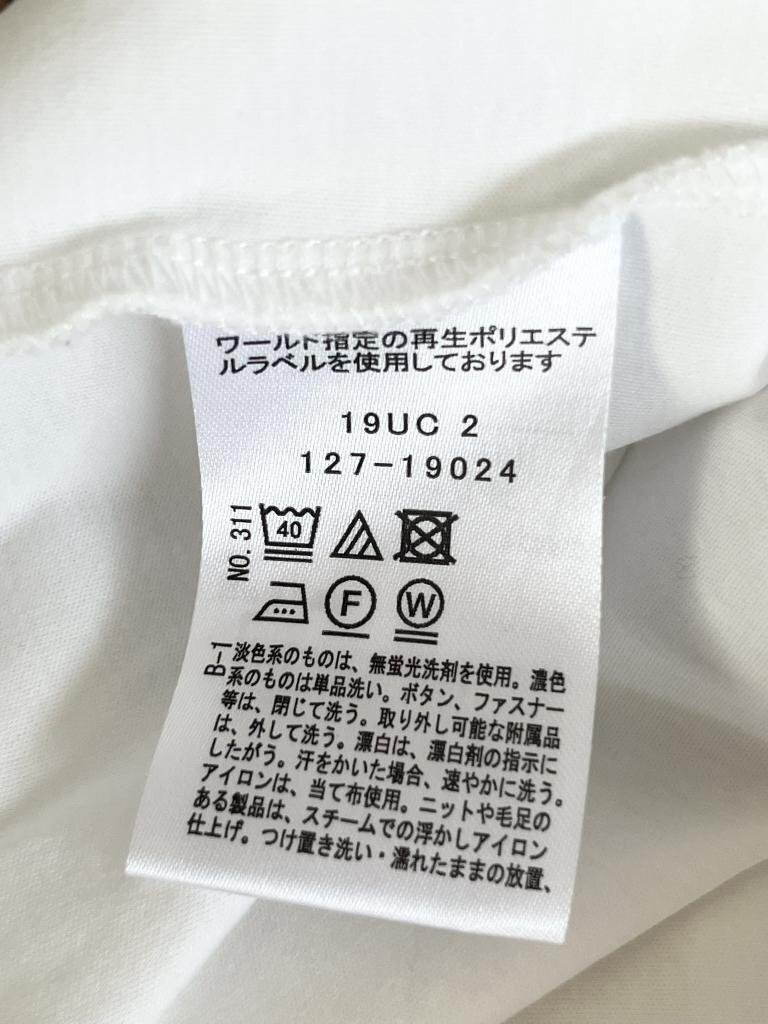 ワールド指定の再生ポリエステ
ルラベルを使用しております
19UC 2
127-19024
NO. 311
40
F
W
B-1
淡色系のものは、無蛍光洗剤を使用。濃色
系のものは単品洗い。ボタン、ファスナー
等は、閉じて洗う。取り外し可能な附属品
は、外して洗う。漂白は、漂白剤の指示に
したがう。汗をかいた場合、速やかに洗う。
アイロンは、当て布使用。ニットや毛足の
ある製品は、スチームでの浮かしアイロン
仕上げ。つけ置き洗い・濡れたままの放置、